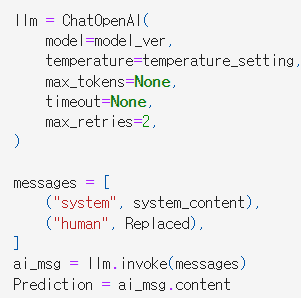 llm = ChatOpenAI(
    model=model_ver,
    temperature=temperature_setting,
    max_tokens=None,
    timeout=None,
    max_retries=2,
)

messages = [
    ("system", system_content),
    ("human", Replaced),
]
ai_msg = llm.invoke(messages)
Prediction = ai_msg.content